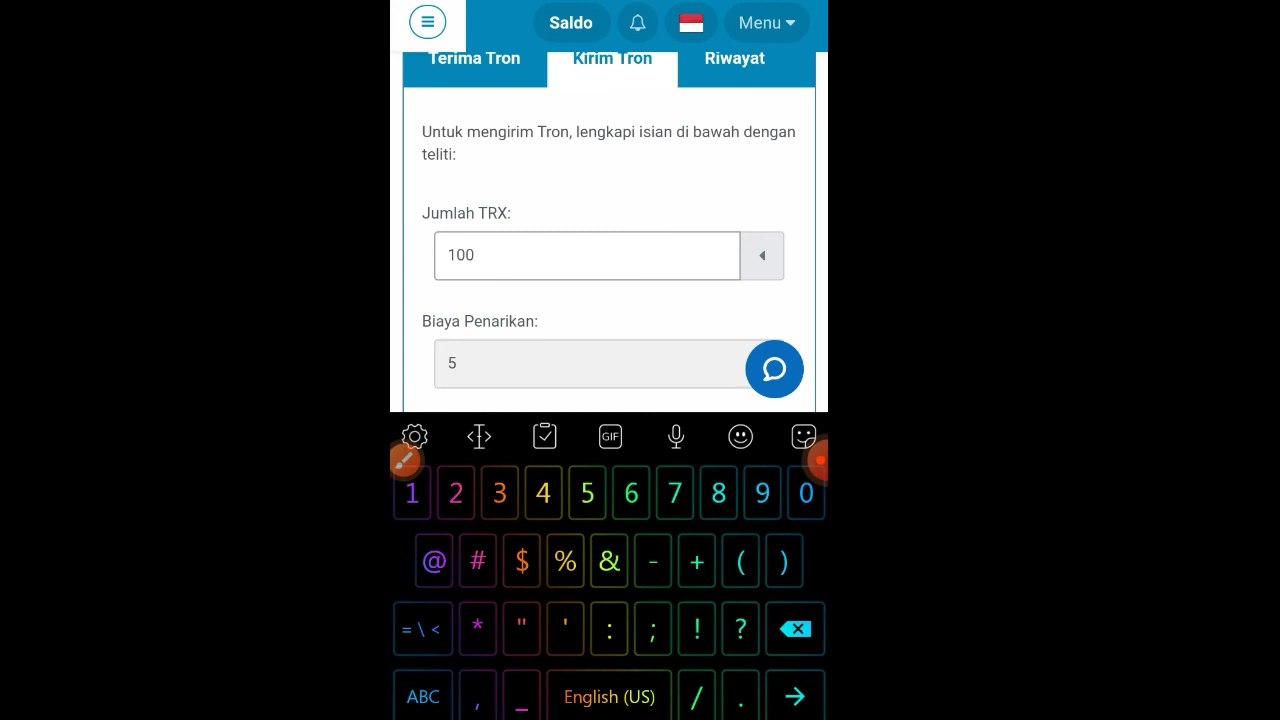 Saldo Menu
Terima Tron Kirim Tron Riwayat
Untuk mengirim Tron, lengkapi isian di bawah dengan
teliti:
Jumlah TRX:
100
Biaya Penarikan:
5
GIF
1 2 3 4 5 6 7 8 9 0
@ # $ % & - + ( )
= \ < * " ' : ; ! ?
ABC , _ English (US) / .